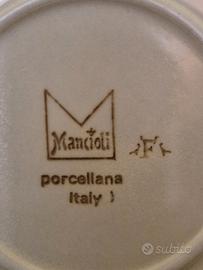 Mancioli
F
porcellana
Italy
subito